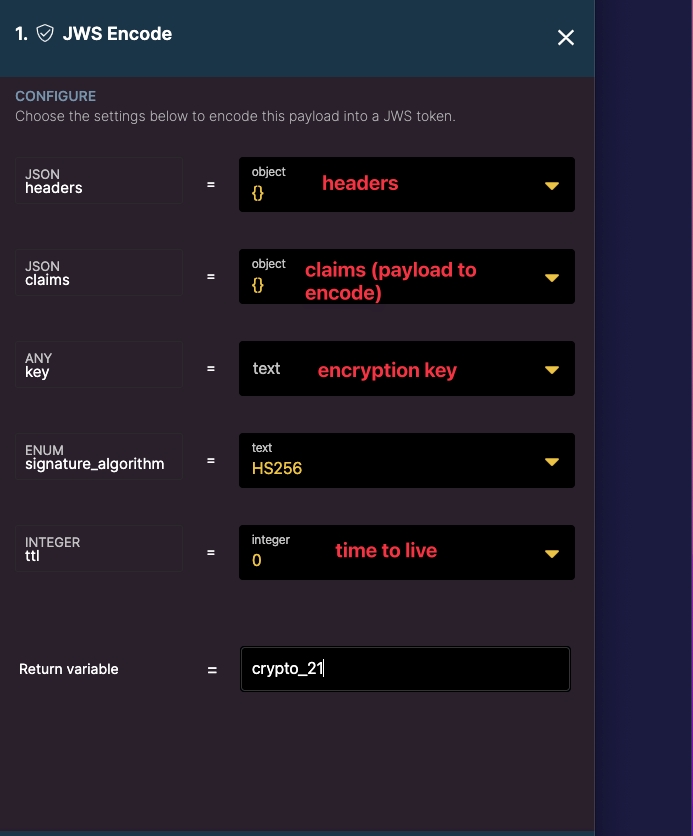 1. JWS Encode
CONFIGURE
Choose the settings below to encode this payload into a JWS token.
JSON
headers
=
object
{}
headers
JSON
claims
=
object
{}
claims (payload to
encode)
ANY
key
=
text
encryption key
ENUM
signature_algorithm
=
text
HS256
INTEGER
ttl
=
integer
0
time to live
Return variable
=
crypto_21